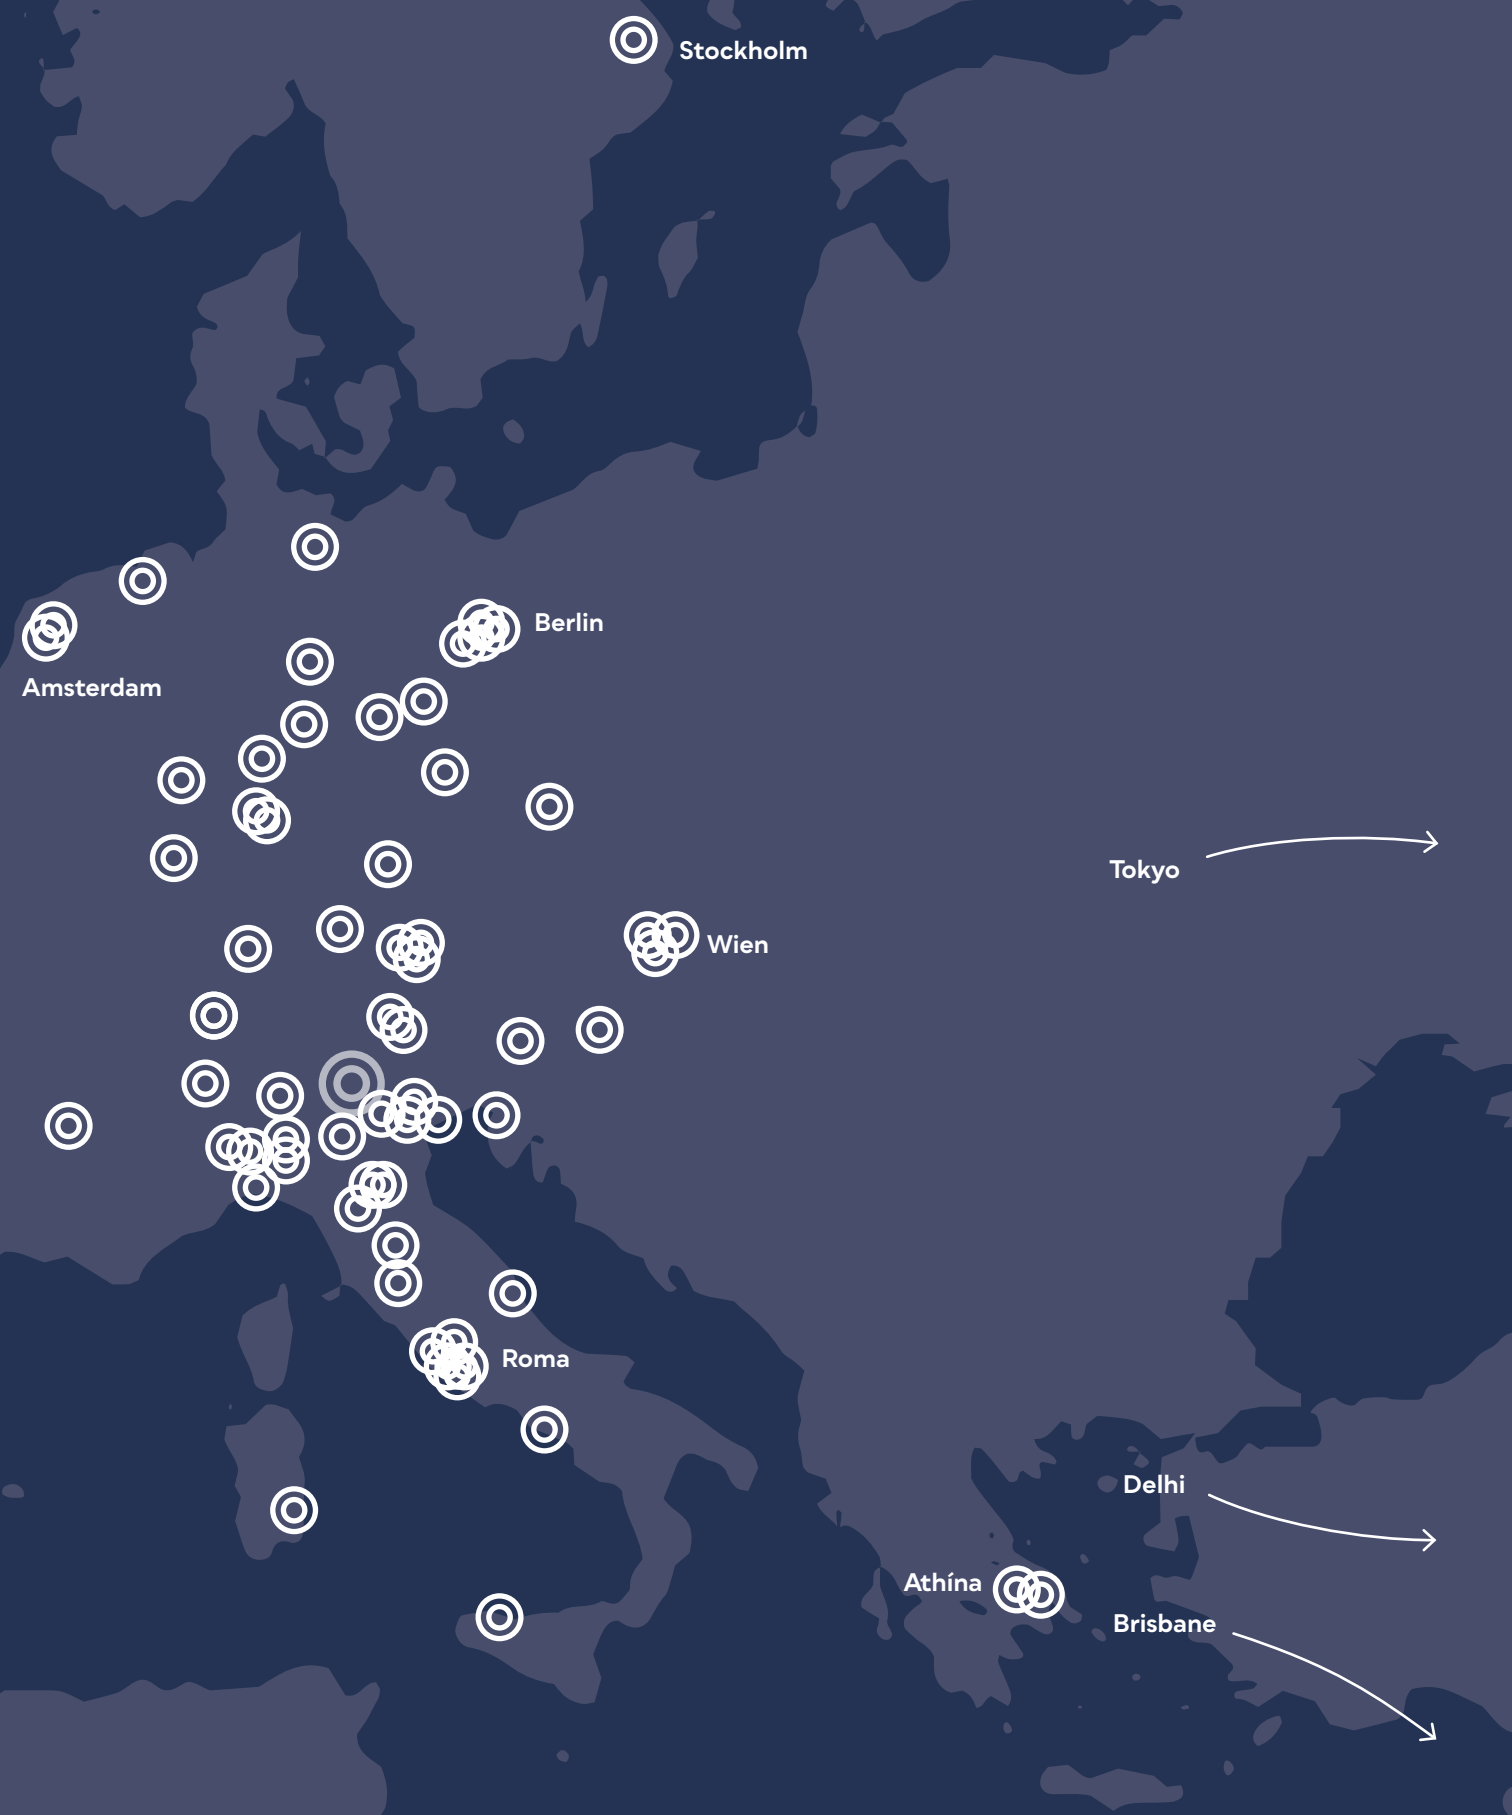 Stockholm
Berlin
Amsterdam
Tokyo
Wien
Roma
Delhi
Athína
Brisbane